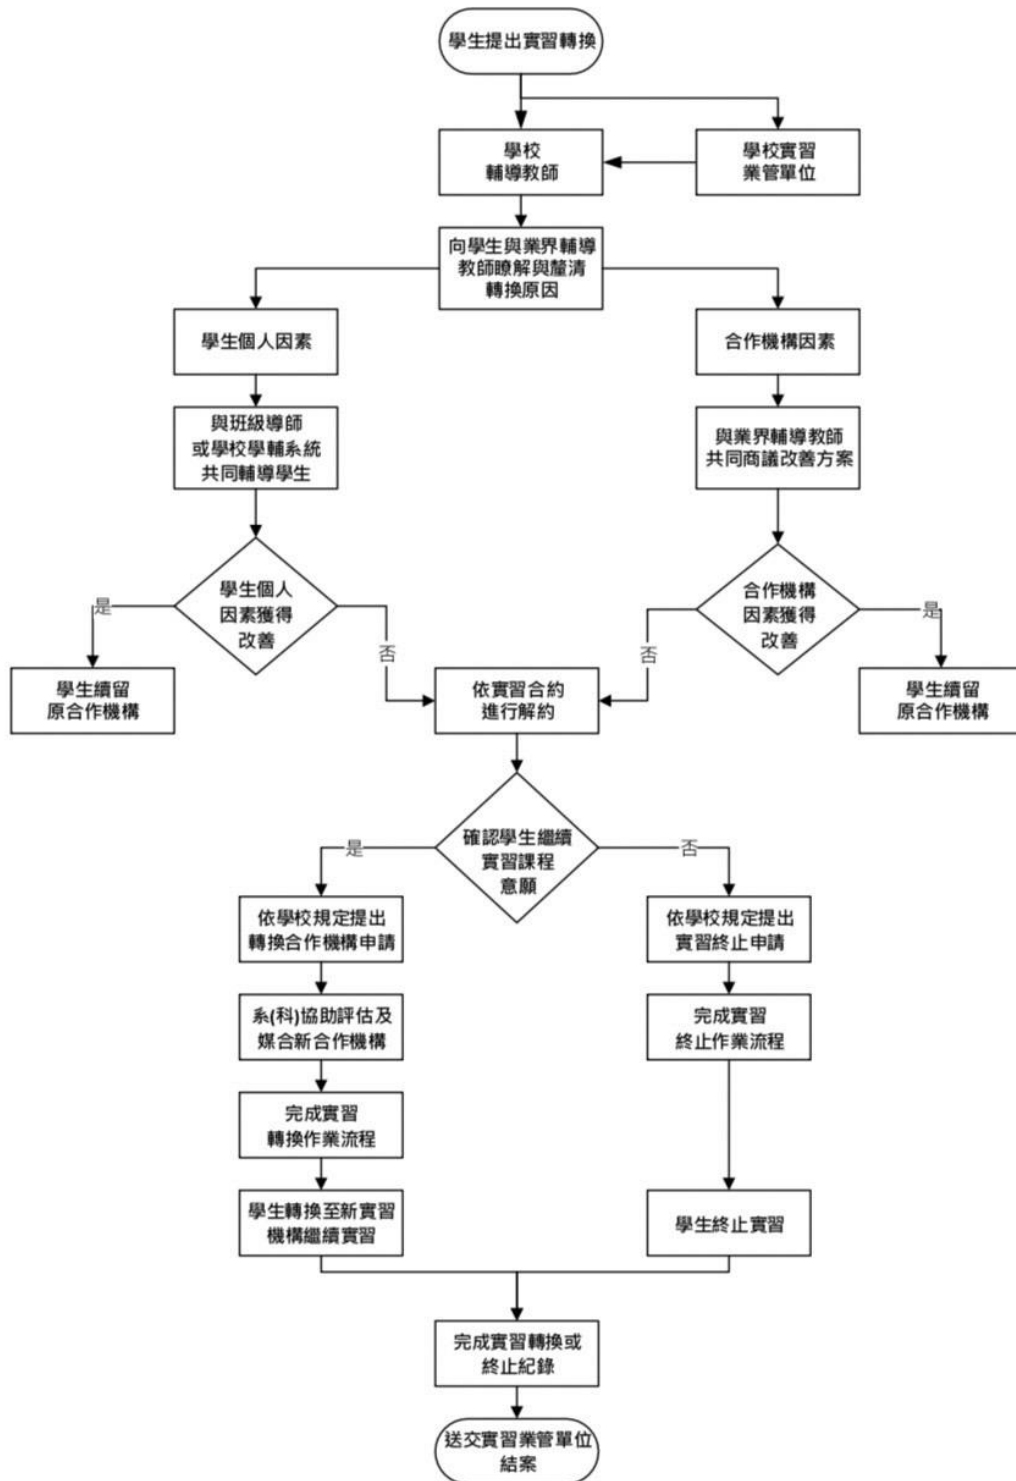 學生提出實習轉換
學校
輔導教師
學校實習
業管單位
向學生與業界輔導
教師瞭解與釐清
轉換原因
學生個人因素
合作機構因素
與班級導師
或學校學輔系統
共同輔導學生
與業界輔導教師
共同商議改善方案
學生個人
因素獲得
改善
合作機構
因素獲得
改善
是
否
否
是
學生續留
原合作機構
依實習合約
進行解約
學生續留
原合作機構
確認學生繼續
實習課程
意願
是
否
依學校規定提出
轉換合作機構申請
依學校規定提出
實習終止申請
系(科)協助評估及
媒合新合作機構
完成實習
終止作業流程
完成實習
轉換作業流程
學生轉換至新實習
機構繼續實習
學生終止實習
完成實習轉換或
終止紀錄
送交實習業管單位
結案